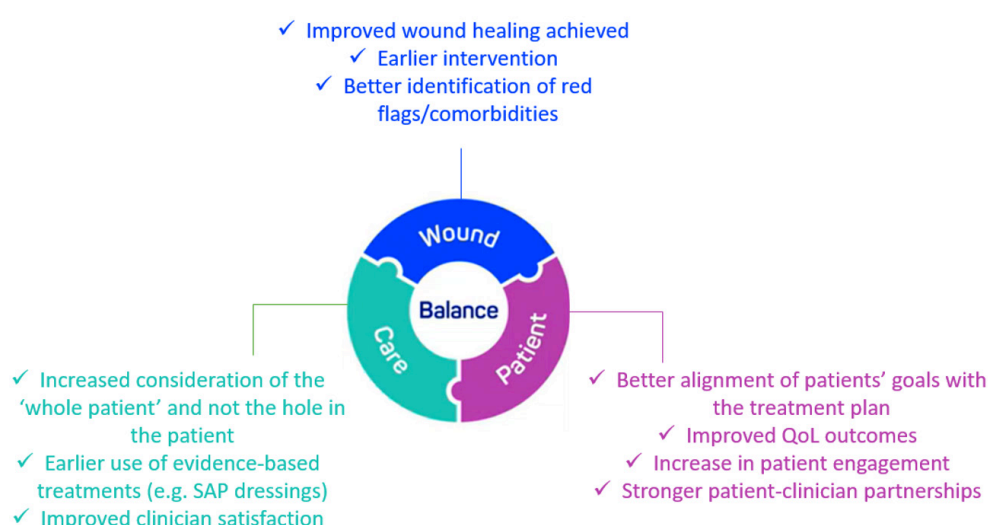 ✓ Improved wound healing achieved
✓ Earlier intervention
✓ Better identification of red
flags/comorbidities
Wound
Balance
Care
Patient
✓ Increased consideration of the
‘whole patient’ and not the hole in
the patient
✓ Earlier use of evidence-based
treatments (e.g. SAP dressings)
✓ Improved clinician satisfaction
✓ Better alignment of patients’ goals with
the treatment plan
✓ Improved QoL outcomes
✓ Increase in patient engagement
✓ Stronger patient-clinician partnerships